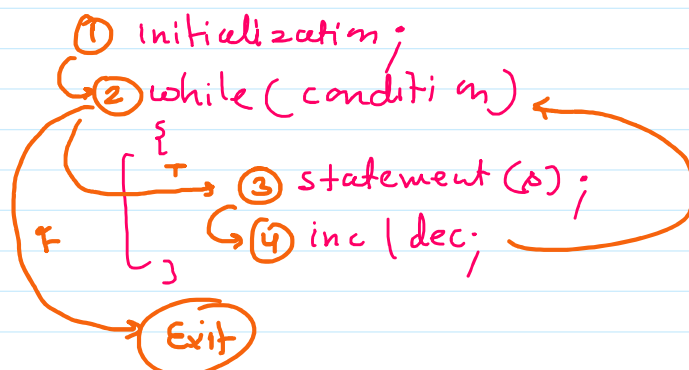 ① Initialization;
② while(condition)
{
T
③ statement(s);
F
④ inc | dec;
}
Exit